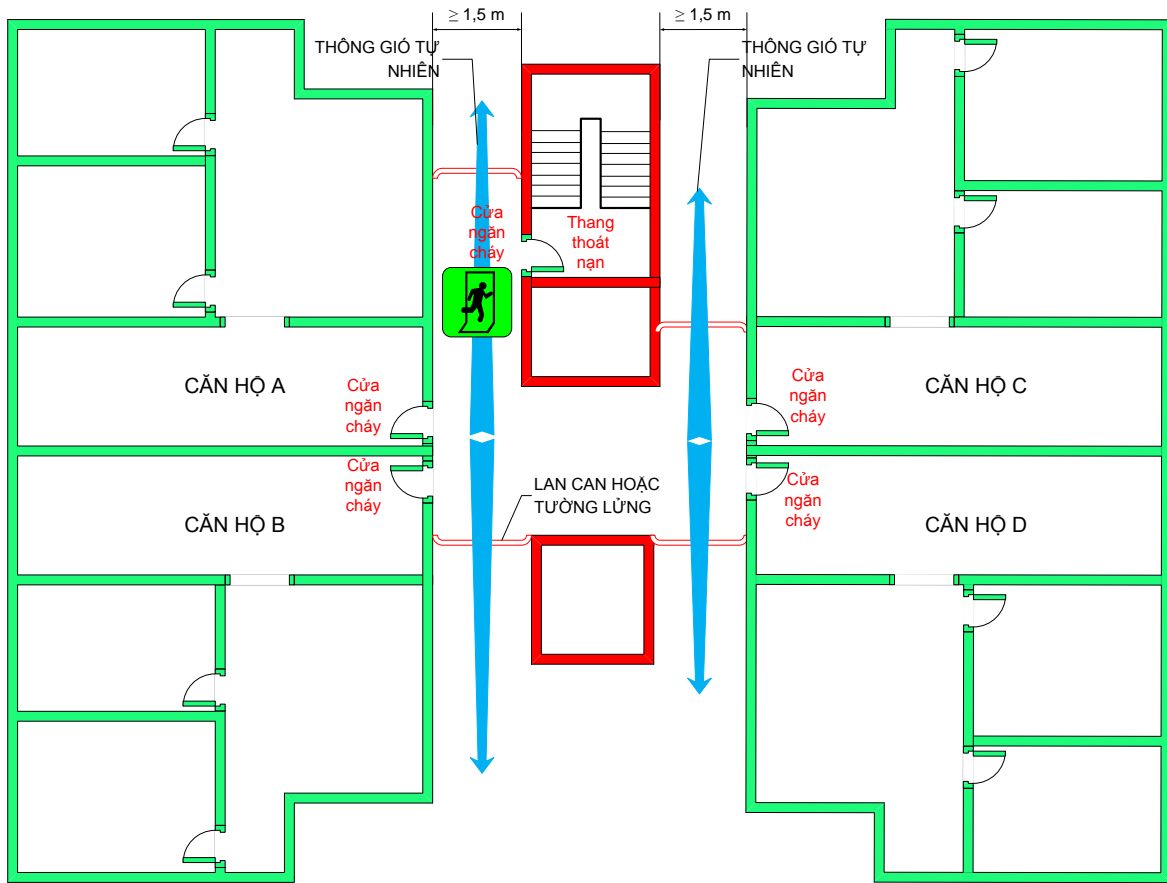 ≥ 1,5 m
≥ 1,5 m
THÔNG GIÓ TỰ
NHIÊN
THÔNG GIÓ TỰ
NHIÊN
Cửa
ngăn
cháy
Thang
thoát
nạn
CĂN HỘ A
Cửa
ngăn
cháy
Cửa
ngăn
cháy
CĂN HỘ C
Cửa
ngăn
cháy
LAN CAN HOẶC
TƯỜNG LỬNG
Cửa
ngăn
cháy
CĂN HỘ B
CĂN HỘ D